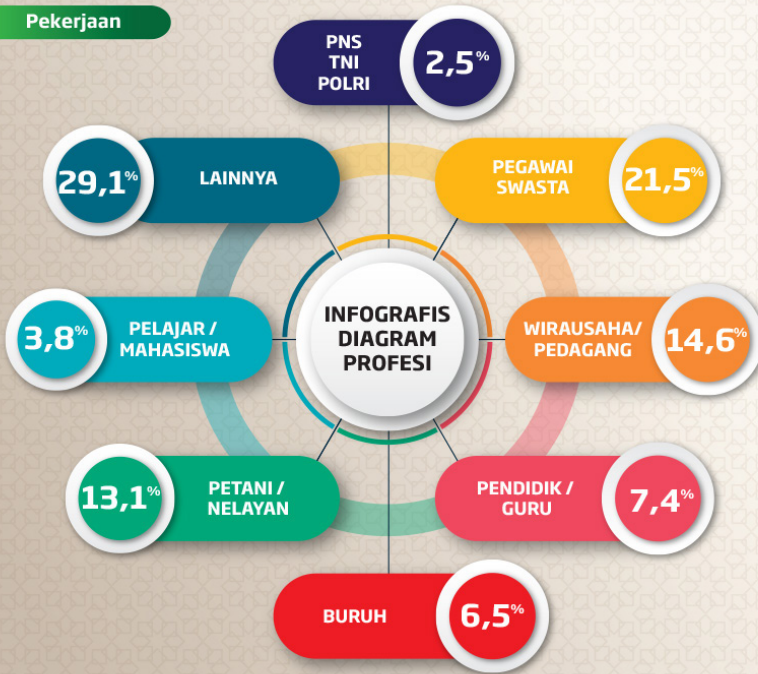 Pekerjaan
PNS
TNI
POLRI
2,5%
LAINNYA
29,1%
PEGAWAI
SWASTA
21,5%
PELAJAR /
MAHASISWA
3,8%
INFOGRAFIS
DIAGRAM
PROFESI
WIRAUSAHA/
PEDAGANG
14,6%
PETANI /
NELAYAN
13,1%
PENDIDIK /
GURU
7,4%
BURUH
6,5%